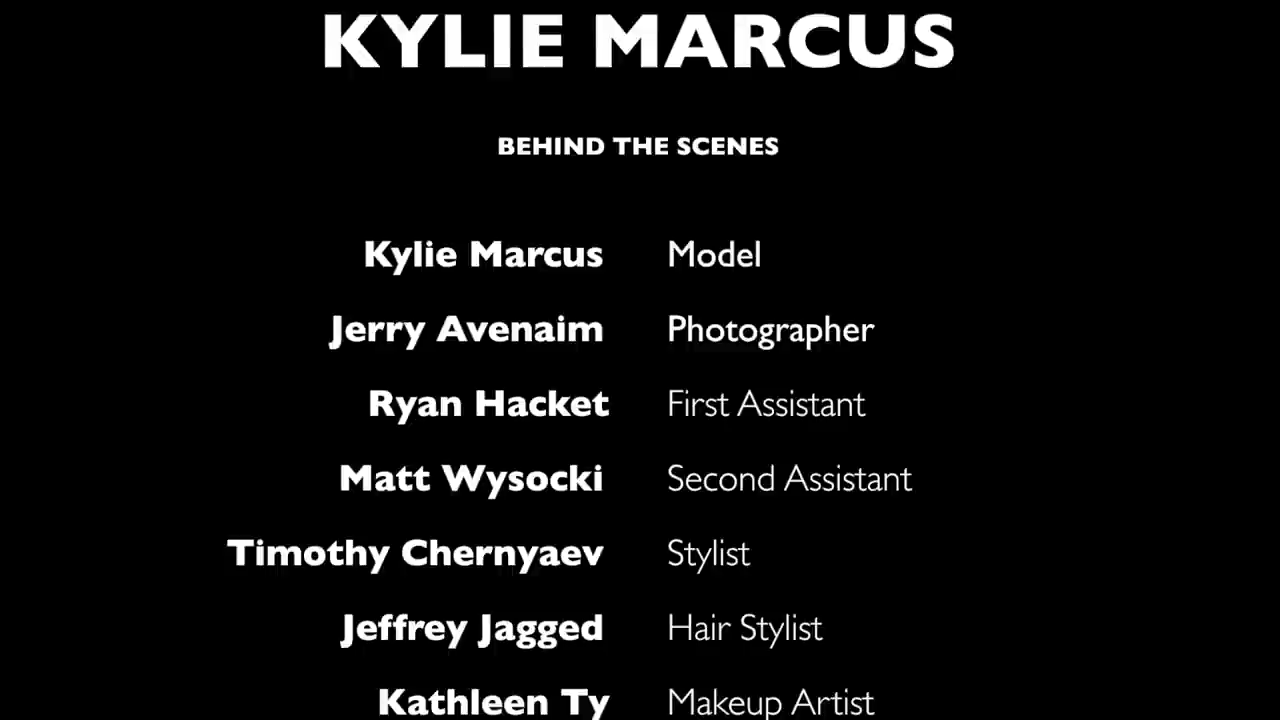 KYLIE MARCUS
BEHIND THE SCENES
Kylie Marcus Model
Jerry Avenaim Photographer
Ryan Hacket First Assistant
Matt Wysocki Second Assistant
Timothy Chernyaev Stylist
Jeffrey Jagged Hair Stylist
Kathleen Ty Makeup Artist